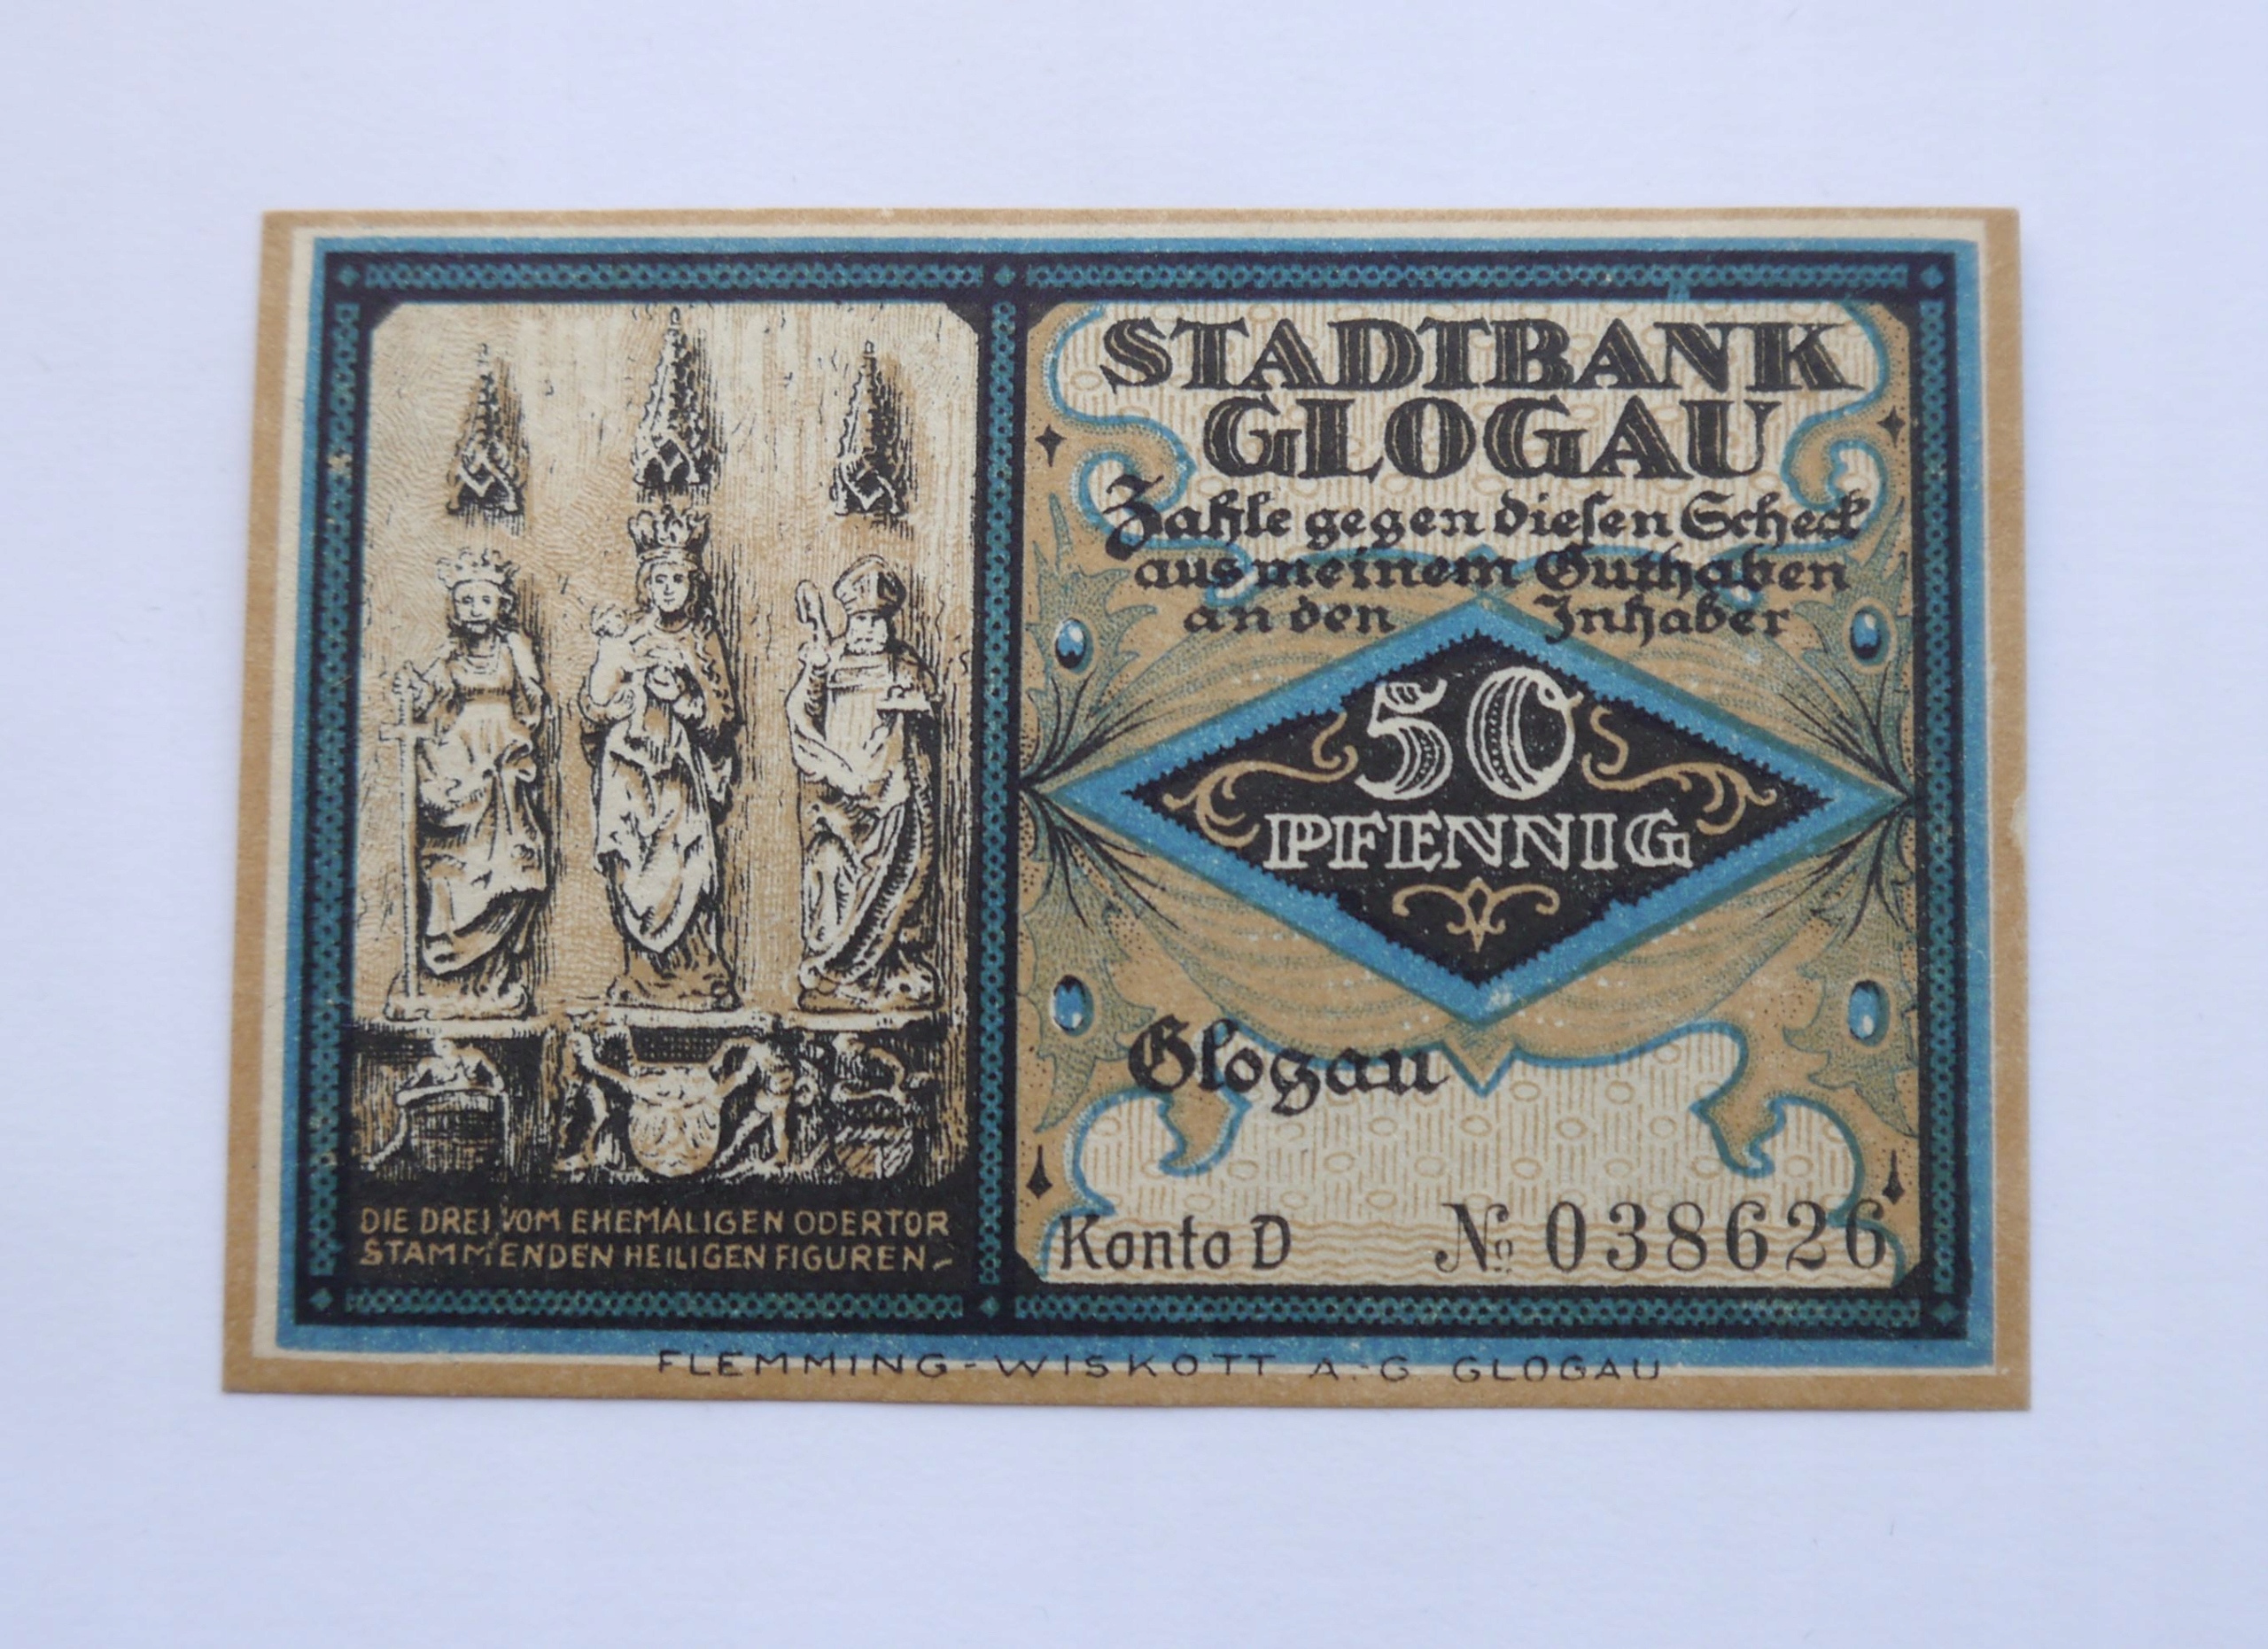 STADTBANK
GLOGAU
Zahle gegen diesen Scheck
aus meinem Guthaben
an den Inhaber
50
PFENNIG
Glogau
Konto D № 038626
DIE DREI VOM EHEMALIGEN ODERTOR
STAMMENDEN HEILIGEN FIGUREN-
FLEMMING-WISKOTT A.-G GLOGAU